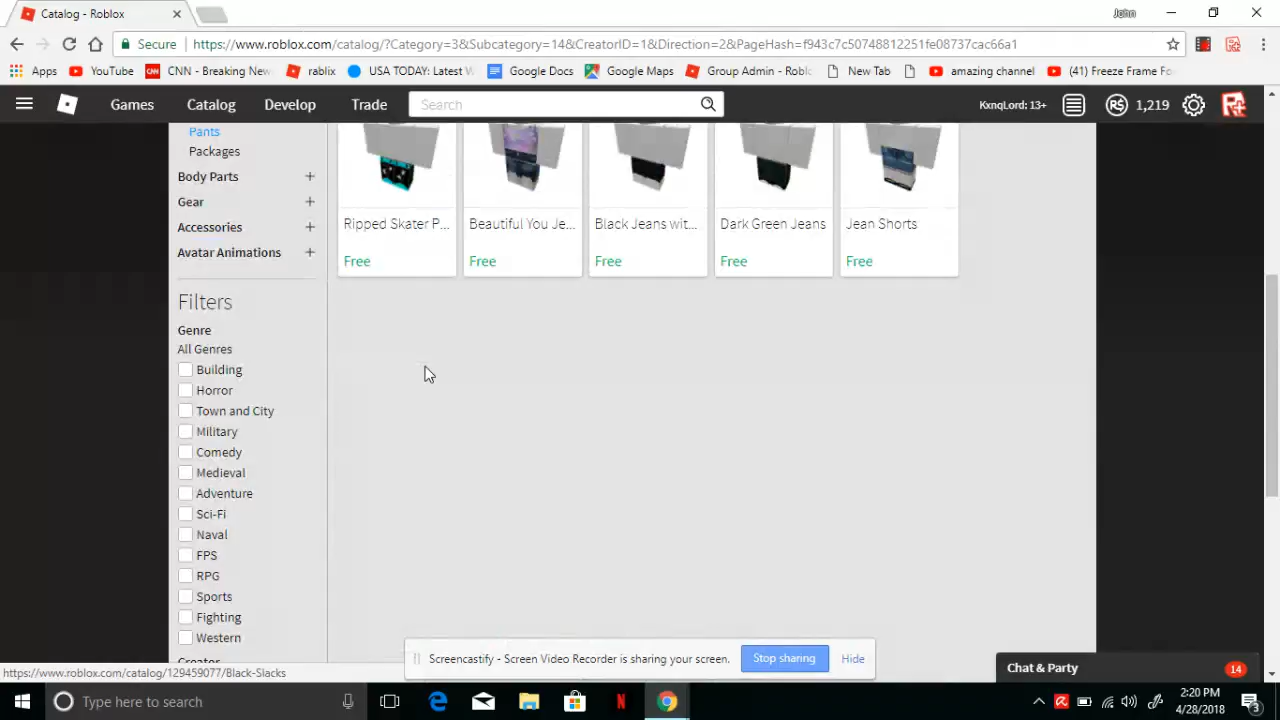 Catalog - Roblox
John
Secure
https://www.roblox.com/catalog/?Category=3&Subcategory=14&CreatorID=1&Direction=2&PageHash=f943c7c50748812251fe08737cac66a1
Apps YouTube CNN - Breaking New rablix USA TODAY: Latest W Google Docs Google Maps Group Admin - Roblo New Tab amazing channel (41) Freeze Frame Fo
Games Catalog Develop Trade Search KxnqLord: 13+ R$ 1,219
Pants
Packages
Body Parts +
Gear +
Accessories +
Avatar Animations +
Ripped Skater P... Beautiful You Je... Black Jeans wit... Dark Green Jeans Jean Shorts
Free Free Free Free Free
Filters
Genre
All Genres
Building
Horror
Town and City
Military
Comedy
Medieval
Adventure
Sci-Fi
Naval
FPS
RPG
Sports
Fighting
Western
Creator
Screencastify - Screen Video Recorder is sharing your screen. Stop sharing Hide
https://www.roblox.com/catalog/129459077/Black-Slacks
Chat & Party 14
Type here to search
2:20 PM
4/28/2018
3